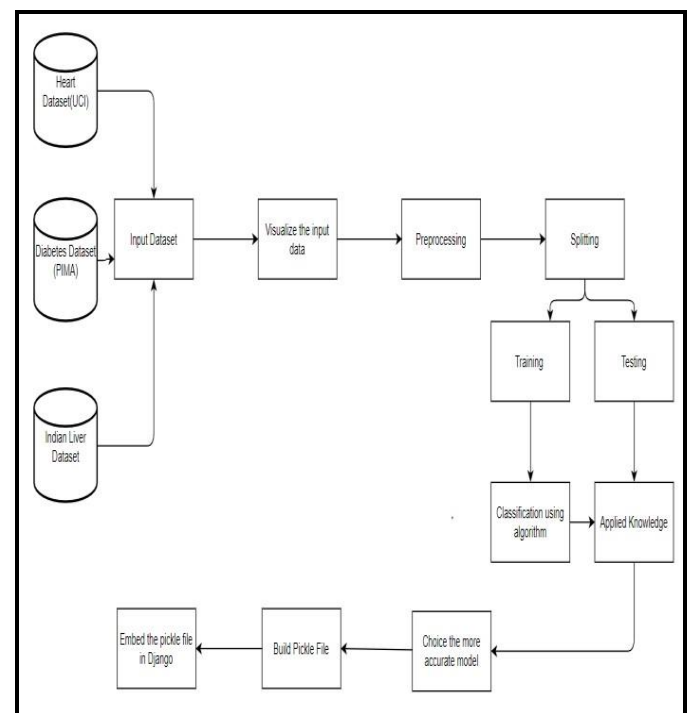 Heart
Dataset(UCI)
Diabetes Dataset
(PIMA)
Input Dataset
Visualize the input
data
Preprocessing
Splitting
Training
Testing
Indian Liver
Dataset
Classification using
algorithm
Applied Knowledge
Embed the pickle file
in Django
Build Pickle File
Choice the more
accurate model